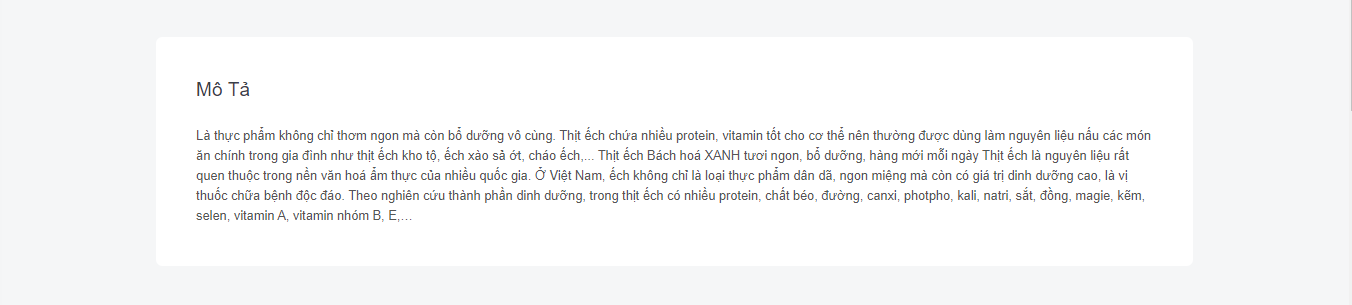 Mô Tả
Là thực phẩm không chỉ thơm ngon mà còn bổ dưỡng vô cùng. Thịt ếch chứa nhiều protein, vitamin tốt cho cơ thể nên thường được dùng làm nguyên liệu nấu các món
ăn chính trong gia đình như thịt ếch kho tộ, ếch xào sả ớt, cháo ếch,... Thịt ếch Bách hoá XANH tươi ngon, bổ dưỡng, hàng mới mỗi ngày Thịt ếch là nguyên liệu rất
quen thuộc trong nền văn hoá ẩm thực của nhiều quốc gia. Ở Việt Nam, ếch không chỉ là loại thực phẩm dân dã, ngon miệng mà còn có giá trị dinh dưỡng cao, là vị
thuốc chữa bệnh độc đáo. Theo nghiên cứu thành phần dinh dưỡng, trong thịt ếch có nhiều protein, chất béo, đường, canxi, photpho, kali, natri, sắt, đồng, magie, kẽm,
selen, vitamin A, vitamin nhóm B, E,…